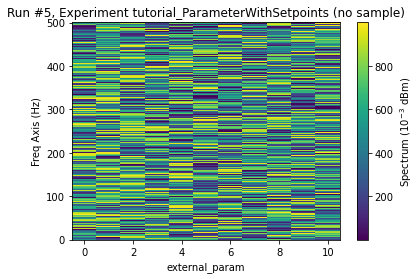 Run #5, Experiment tutorial_ParameterWithSetpoints (no sample)
500
400
300
200
100
0
Freq Axis (Hz)
0 2 4 6 8 10
external_param
800
600
400
200
Spectrum (10⁻³ dBm)